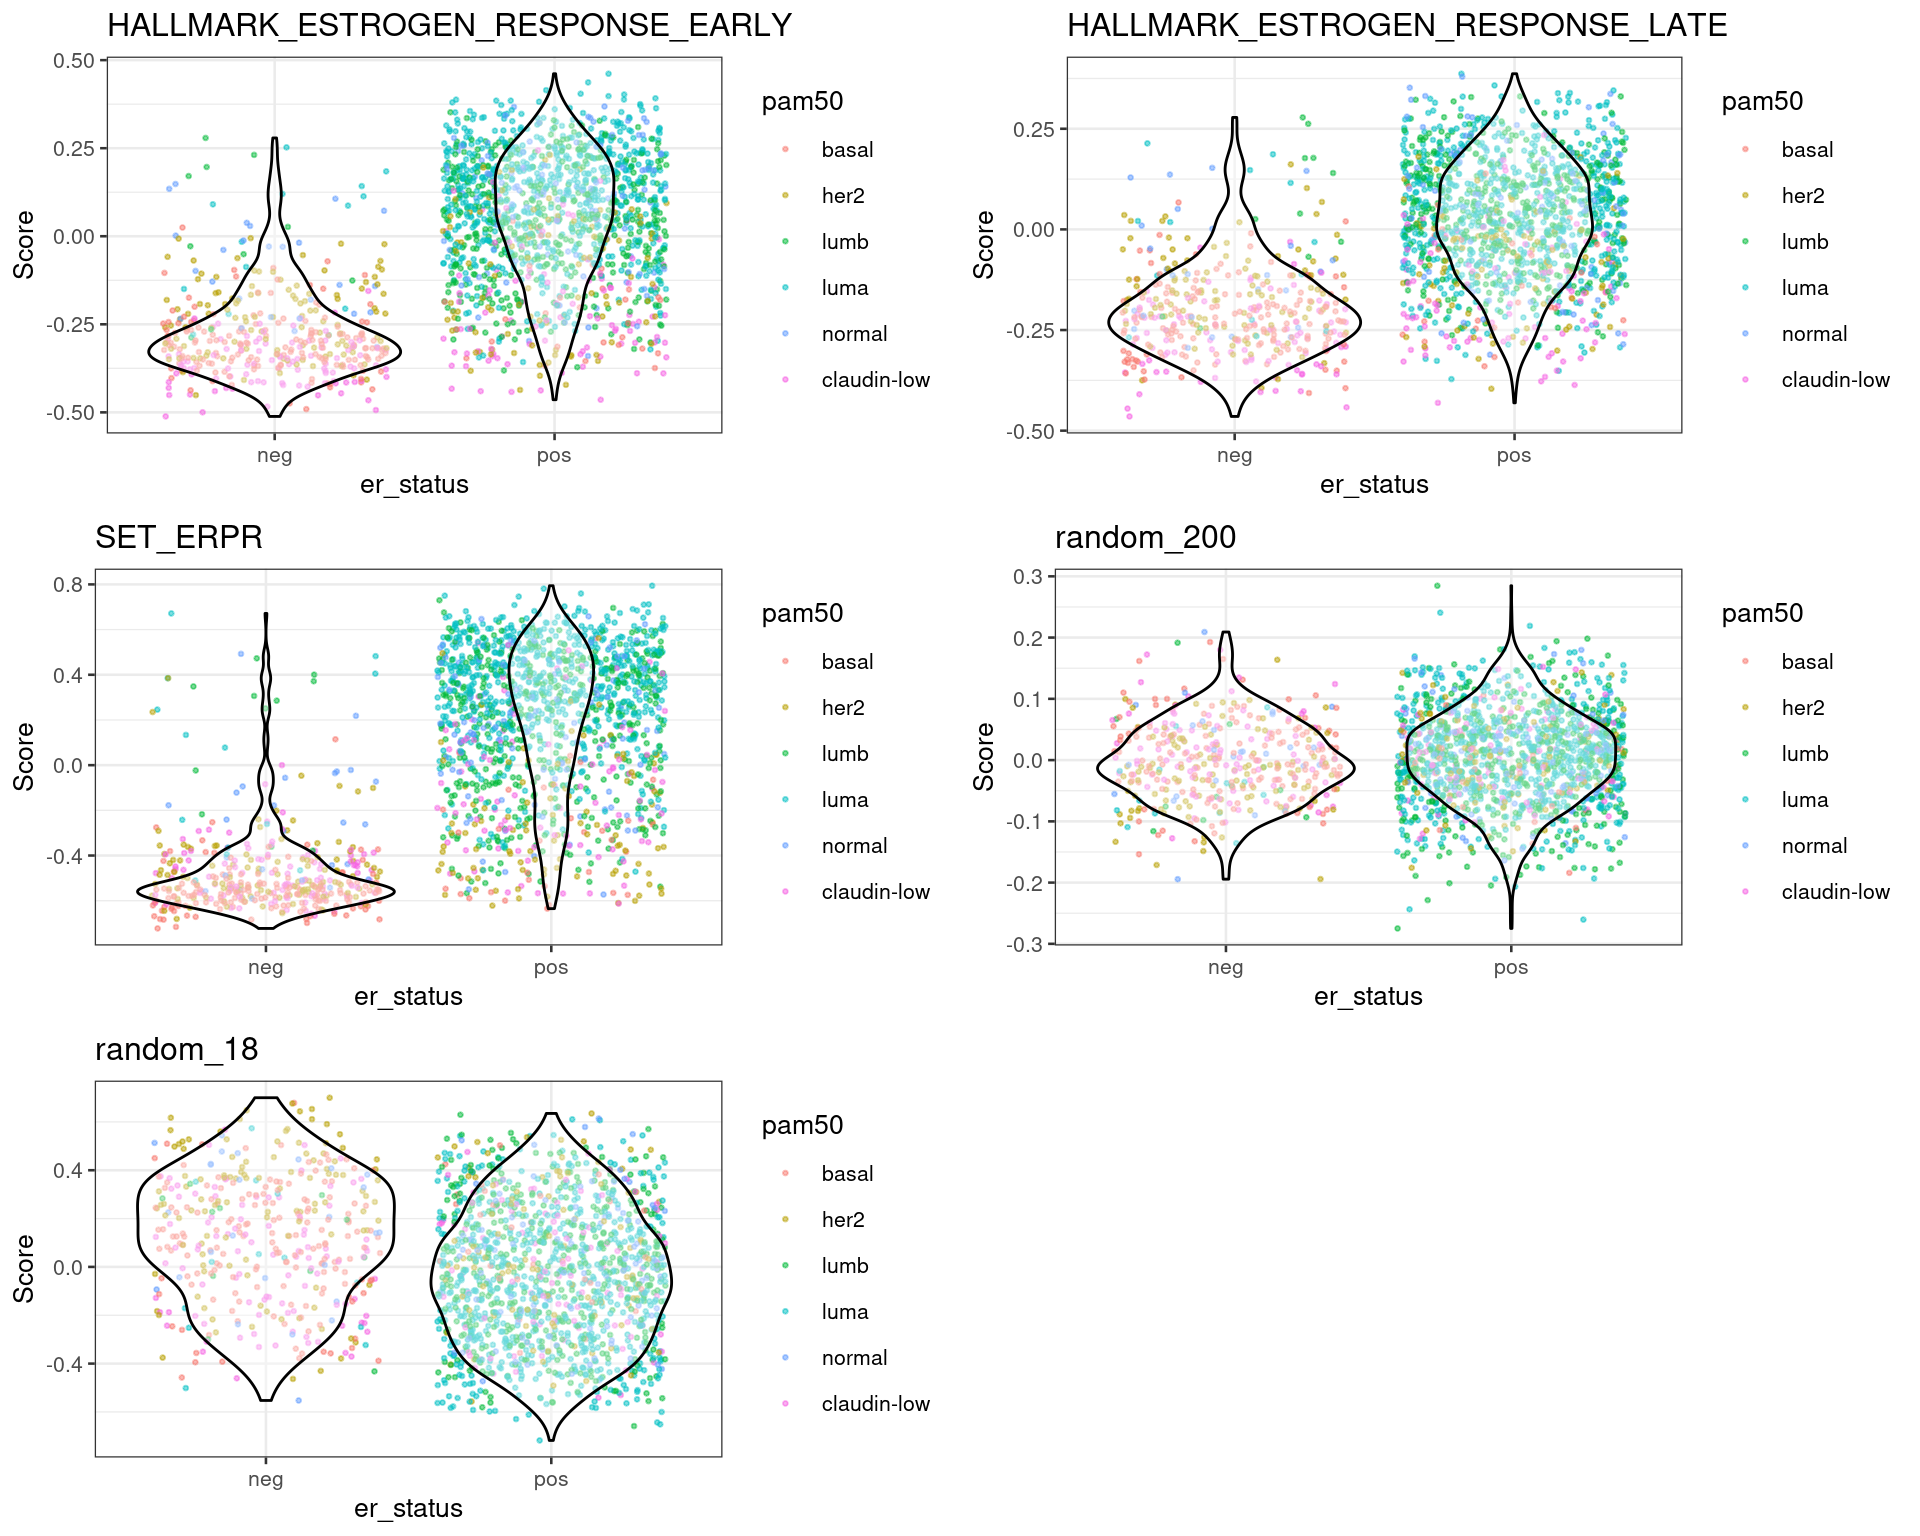 HALLMARK_ESTROGEN_RESPONSE_EARLY
0.50
0.25
0.00
-0.25
-0.50
Score
neg
pos
er_status
pam50
basal
her2
lumb
luma
normal
claudin-low
HALLMARK_ESTROGEN_RESPONSE_LATE
0.25
0.00
-0.25
-0.50
Score
neg
pos
er_status
pam50
basal
her2
lumb
luma
normal
claudin-low
SET_ERPR
0.8
0.4
0.0
-0.4
Score
neg
pos
er_status
pam50
basal
her2
lumb
luma
normal
claudin-low
random_200
0.3
0.2
0.1
0.0
-0.1
-0.2
-0.3
Score
neg
pos
er_status
pam50
basal
her2
lumb
luma
normal
claudin-low
random_18
0.4
0.0
-0.4
Score
neg
pos
er_status
pam50
basal
her2
lumb
luma
normal
claudin-low